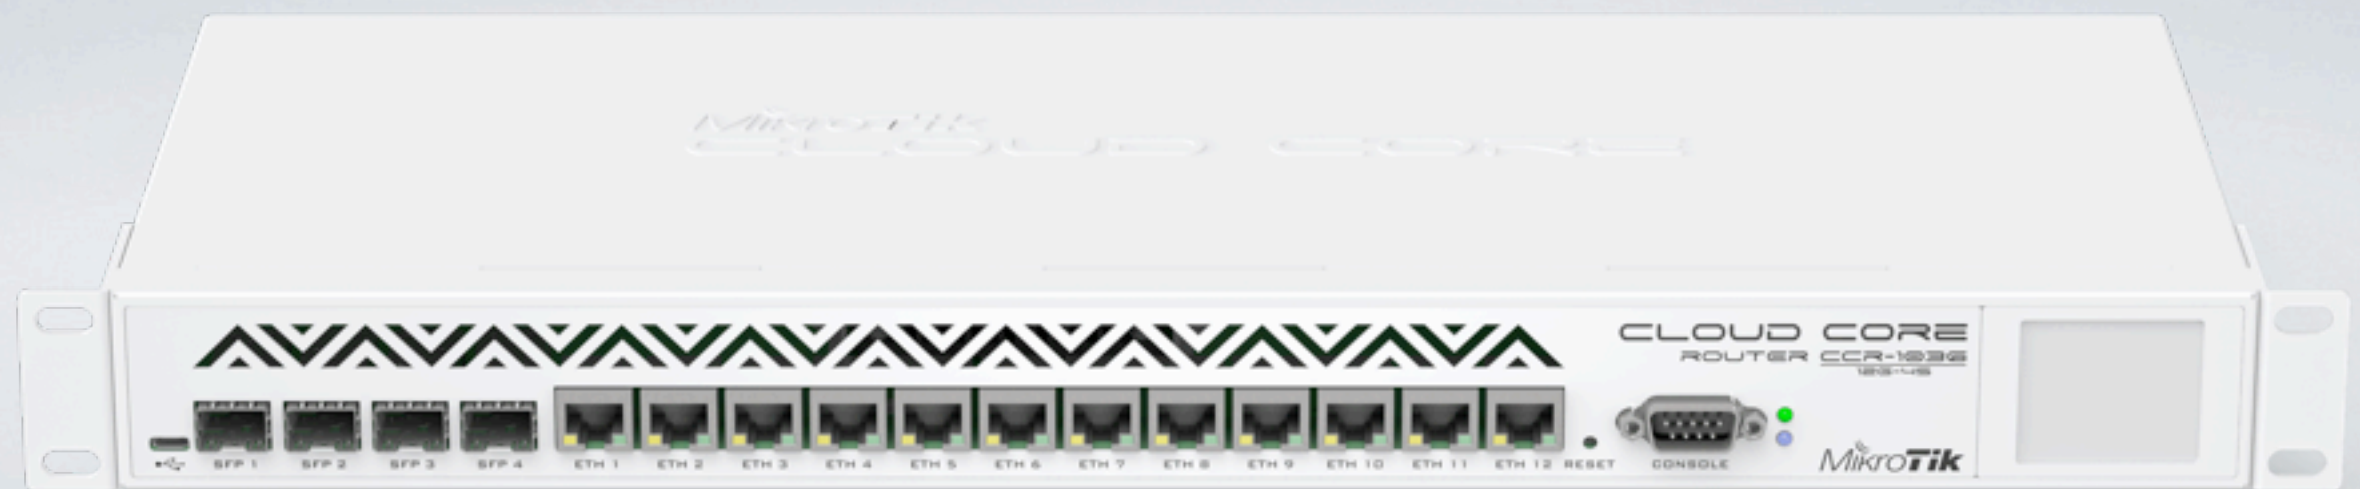 MikroTik
CLOUD CORE
CLOUD CORE
ROUTER CCR-1036
12G-4S
SFP 1 SFP 2 SFP 3 SFP 4 ETH 1 ETH 2 ETH 3 ETH 4 ETH 5 ETH 6 ETH 7 ETH 8 ETH 9 ETH 10 ETH 11 ETH 12 RESET CONSOLE
MikroTik